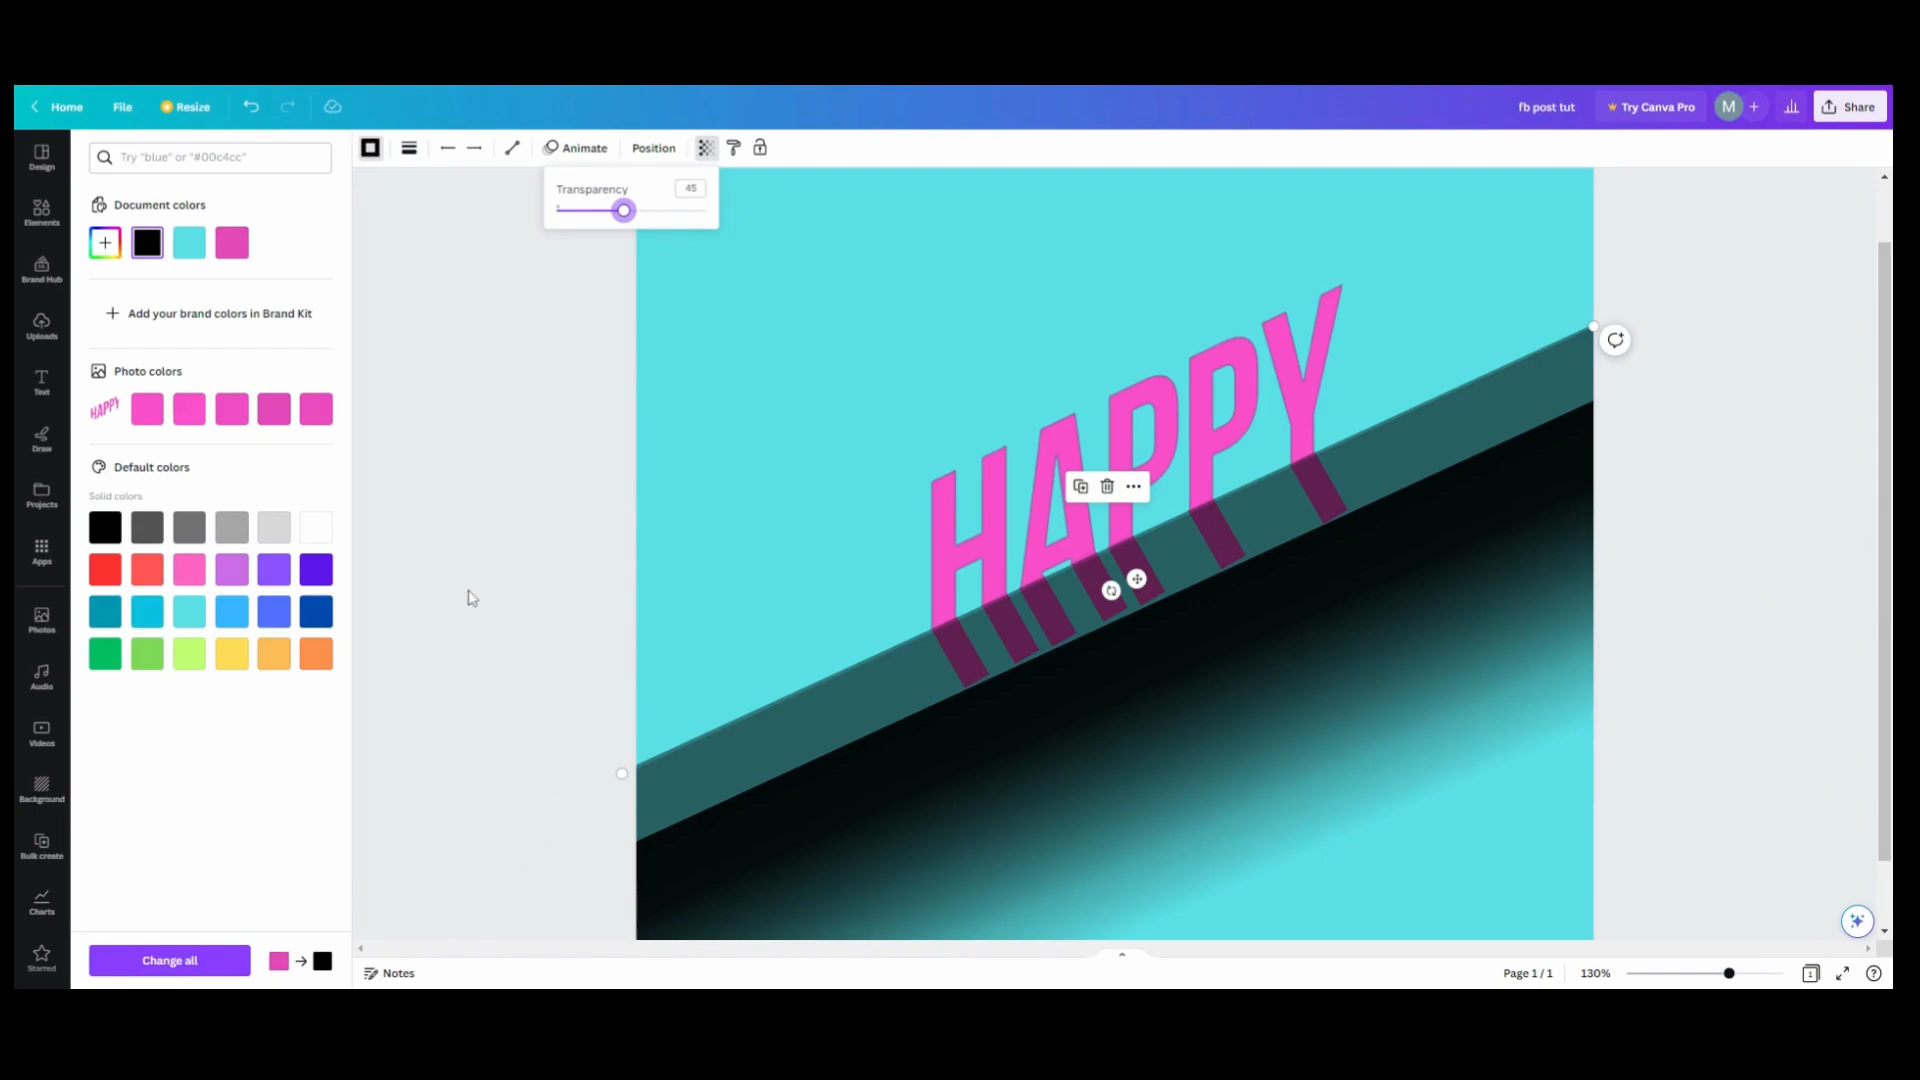 Home File Resize fb post tut Try Canva Pro M + Share
Design
Elements
Brand Hub
Uploads
Text
Draw
Projects
Apps
Photos
Audio
Videos
Background
Bulk create
Charts
Starred
Try "blue" or "#00c4cc"
Document colors
+ Add your brand colors in Brand Kit
Photo colors
HAPPY
Default colors
Solid colors
Change all
Animate Position
Transparency 45
HAPPY
Notes Page 1 / 1 130% 1 ?